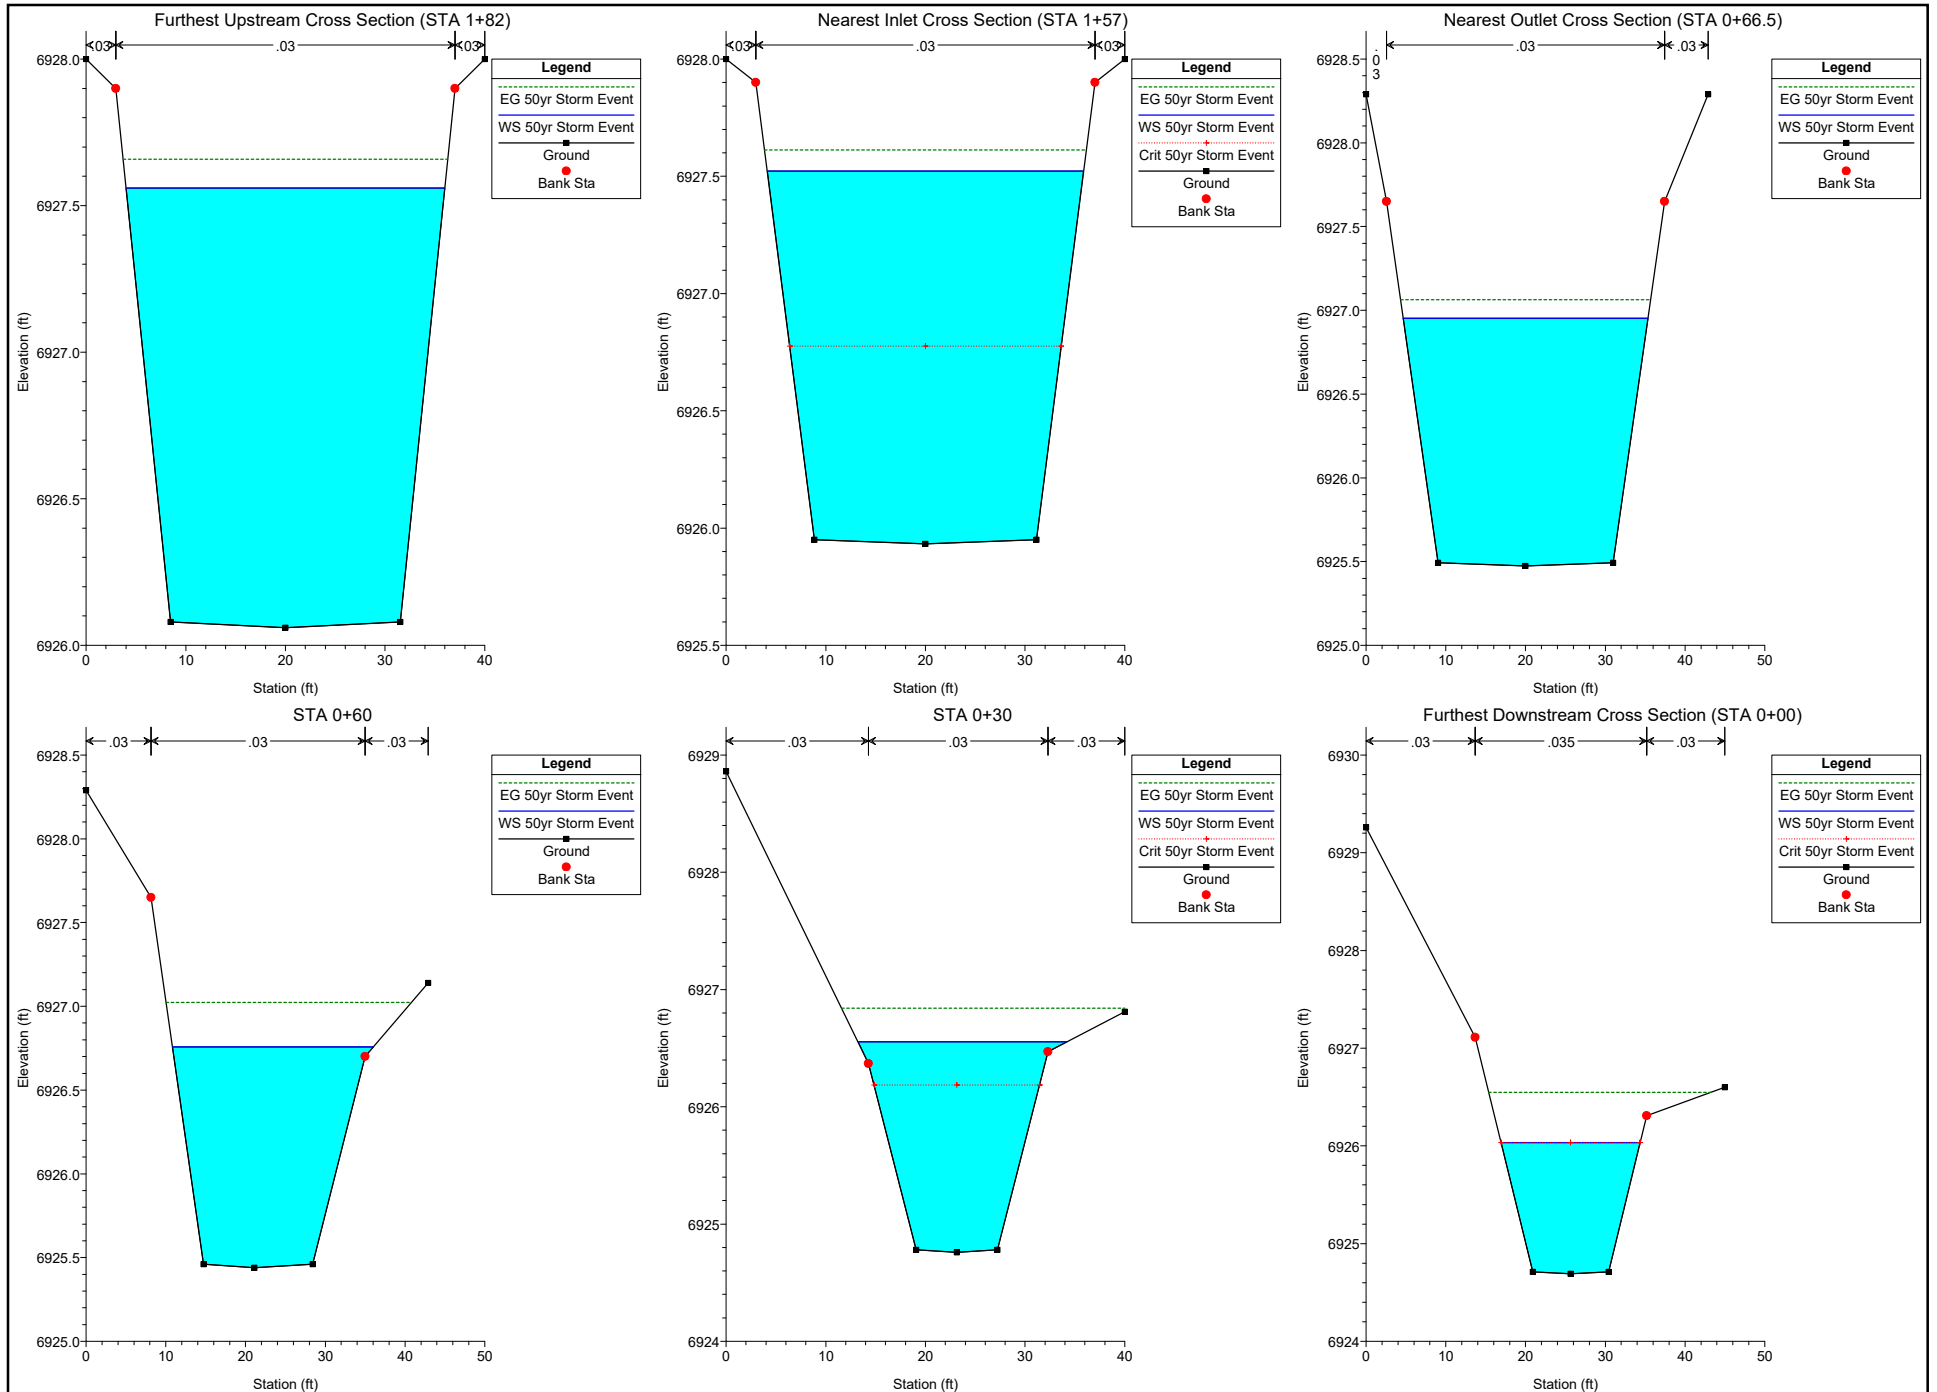 Furthest Upstream Cross Section (STA 1+82)
.03 .03 .03
Legend
EG 50yr Storm Event
WS 50yr Storm Event
Ground
Bank Sta
6928.0
6927.5
6927.0
6926.5
6926.0
Elevation (ft)
0 10 20 30 40
Station (ft)
Nearest Inlet Cross Section (STA 1+57)
.03 .03 .03
Legend
EG 50yr Storm Event
WS 50yr Storm Event
Crit 50yr Storm Event
Ground
Bank Sta
6928.0
6927.5
6927.0
6926.5
6926.0
6925.5
Elevation (ft)
0 10 20 30 40
Station (ft)
Nearest Outlet Cross Section (STA 0+66.5)
.03 .03 .03
Legend
EG 50yr Storm Event
WS 50yr Storm Event
Ground
Bank Sta
6928.5
6928.0
6927.5
6927.0
6926.5
6926.0
6925.5
6925.0
Elevation (ft)
0 10 20 30 40 50
Station (ft)
STA 0+60
.03 .03 .03
Legend
EG 50yr Storm Event
WS 50yr Storm Event
Ground
Bank Sta
6928.5
6928.0
6927.5
6927.0
6926.5
6926.0
6925.5
6925.0
Elevation (ft)
0 10 20 30 40 50
Station (ft)
STA 0+30
.03 .03 .03
Legend
EG 50yr Storm Event
WS 50yr Storm Event
Crit 50yr Storm Event
Ground
Bank Sta
6929
6928
6927
6926
6925
6924
Elevation (ft)
0 10 20 30 40
Station (ft)
Furthest Downstream Cross Section (STA 0+00)
.03 .035 .03
Legend
EG 50yr Storm Event
WS 50yr Storm Event
Crit 50yr Storm Event
Ground
Bank Sta
6930
6929
6928
6927
6926
6925
6924
Elevation (ft)
0 10 20 30 40 50
Station (ft)